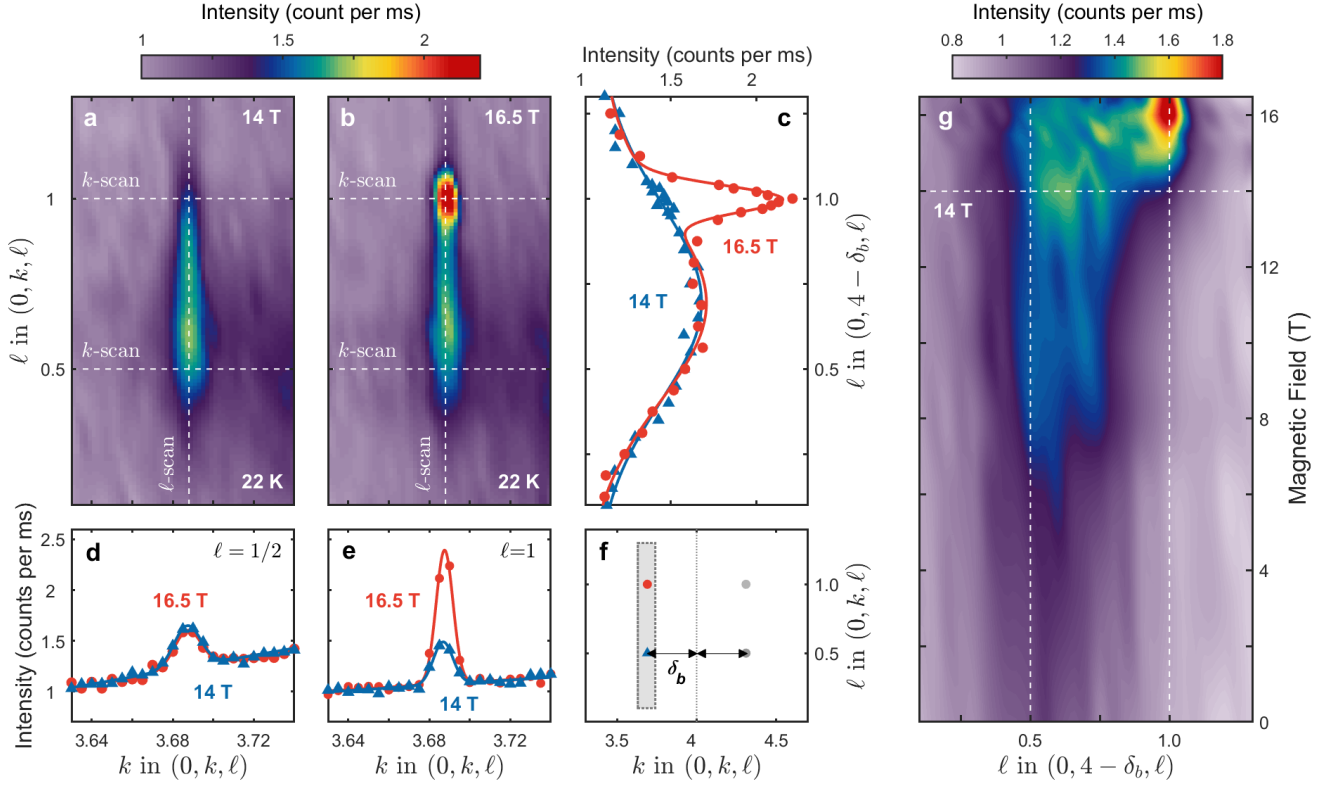 Intensity (count per ms)
1 1.5 2
a 14 T
k-scan
k-scan
ℓ-scan
22 K
1
0.5
ℓ in (0, k, ℓ)
b 16.5 T
k-scan
k-scan
ℓ-scan
22 K
Intensity (counts per ms)
1 1.5 2
c
16.5 T
14 T
1.0
0.5
ℓ in (0, 4 − δb, ℓ)
Intensity (counts per ms)
0.8 1 1.2 1.4 1.6 1.8
g
14 T
16
12
8
4
0
Magnetic Field (T)
0.5 1.0
ℓ in (0, 4 − δb, ℓ)
Intensity (counts per ms)
2.5
2
1.5
1
d ℓ = 1/2
16.5 T
14 T
3.64 3.68 3.72
k in (0, k, ℓ)
e ℓ=1
16.5 T
14 T
3.64 3.68 3.72
k in (0, k, ℓ)
f
δb
1.0
0.5
ℓ in (0, k, ℓ)
3.5 4 4.5
k in (0, k, ℓ)